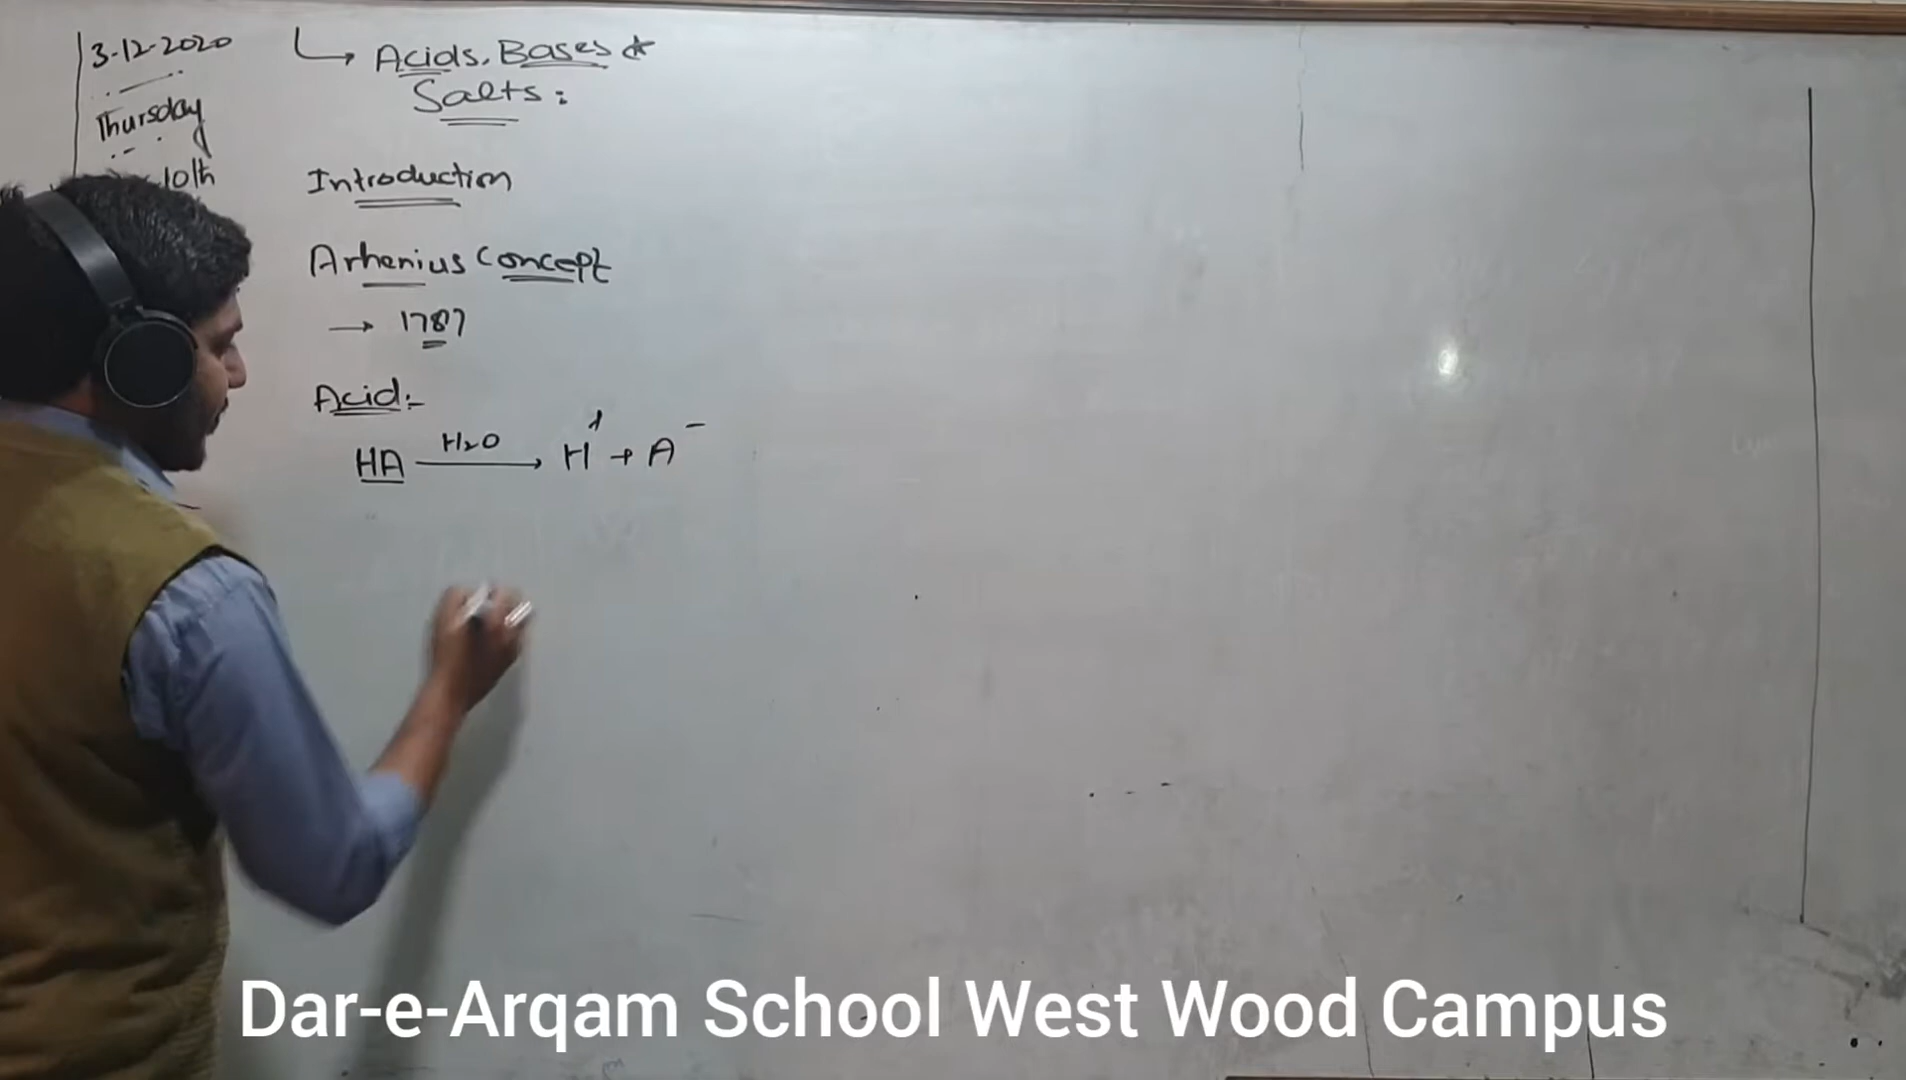 3-12-2020
Thursday
10th
Acids, Bases &
Salts:
Introduction
Arhenius Concept
→ 1787
Acid:-
HA —H₂O→ H⁺ + A⁻
Dar-e-Arqam School West Wood Campus